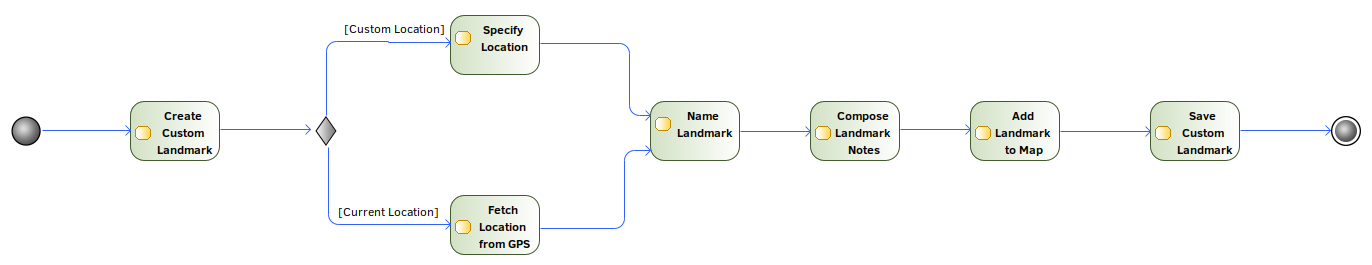 [Custom Location]
Specify
Location
Create
Custom
Landmark
[Current Location]
Fetch
Location
from GPS
Name
Landmark
Compose
Landmark
Notes
Add
Landmark
to Map
Save
Custom
Landmark